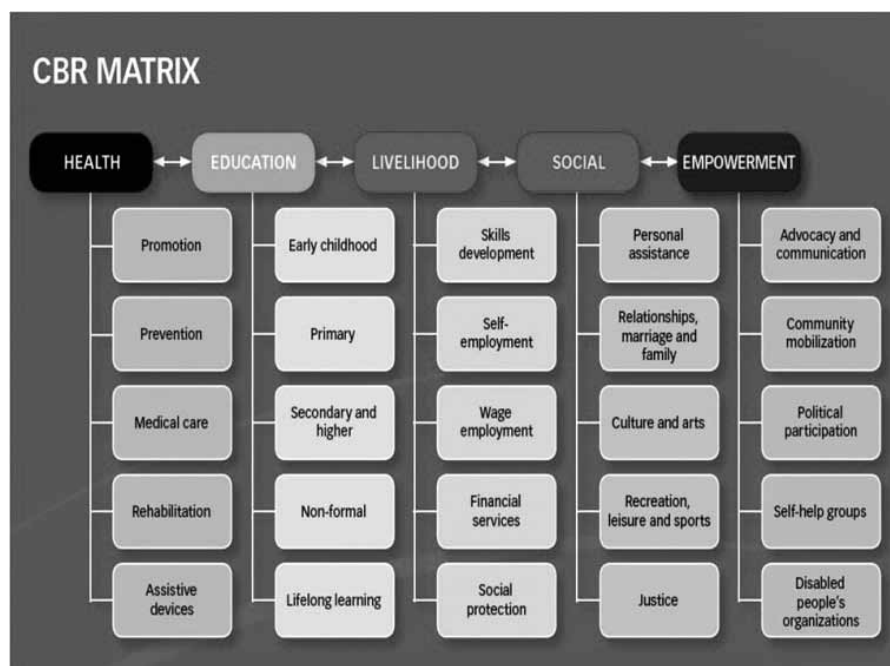 CBR MATRIX
HEALTH
EDUCATION
LIVELIHOOD
SOCIAL
EMPOWERMENT
Promotion
Prevention
Medical care
Rehabilitation
Assistive
devices
Early childhood
Primary
Secondary and
higher
Non-formal
Lifelong learning
Skills
development
Self-
employment
Wage
employment
Financial
services
Social
protection
Personal
assistance
Relationships,
marriage and
family
Culture and arts
Recreation,
leisure and sports
Justice
Advocacy and
communication
Community
mobilization
Political
participation
Self-help groups
Disabled
people's
organizations